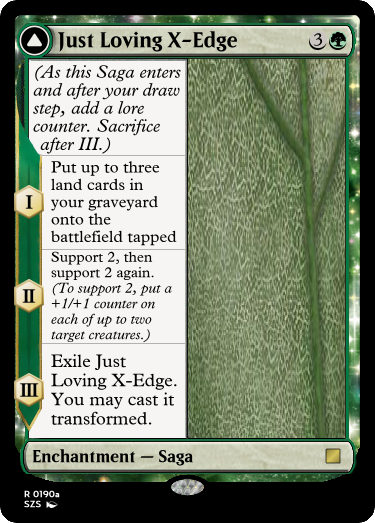 Just Loving X-Edge 3
(As this Saga enters
and after your draw
step, add a lore
counter. Sacrifice
after III.)
I
Put up to three
land cards in
your graveyard
onto the
battlefield tapped
II
Support 2, then
support 2 again.
(To support 2, put a
+1/+1 counter on
each of up to two
target creatures.)
III
Exile Just
Loving X-Edge.
You may cast it
transformed.
Enchantment — Saga
R 0190a
SZS